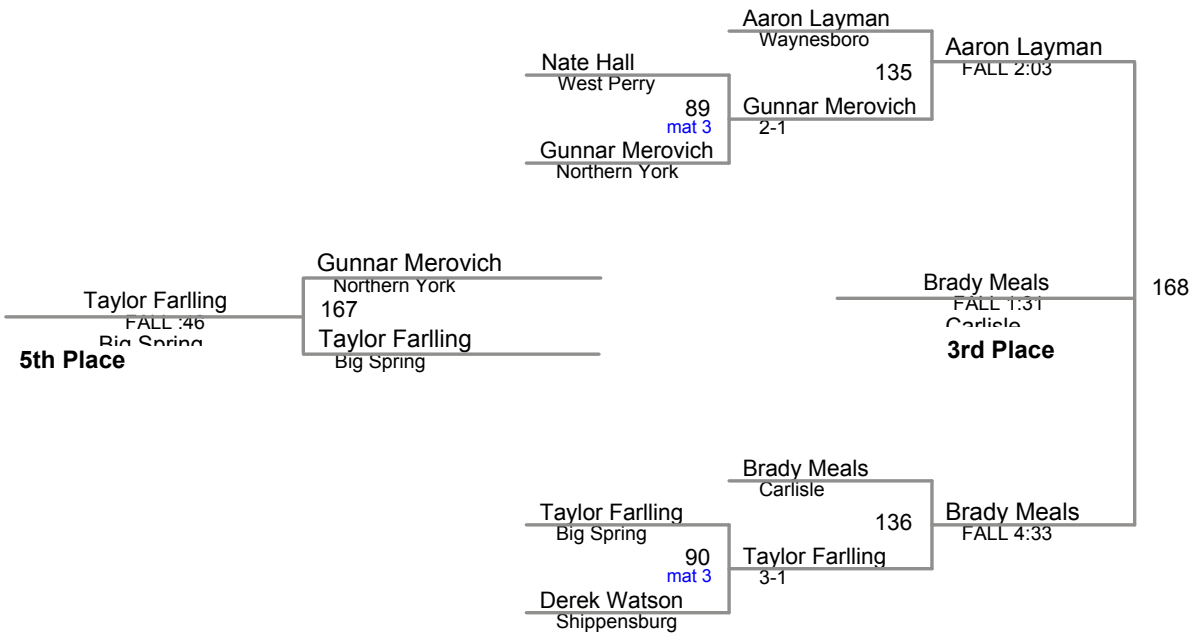 Aaron Layman
Waynesboro
Nate Hall
West Perry
135
Aaron Layman
FALL 2:03
89
mat 3
Gunnar Merovich
2-1
Gunnar Merovich
Northern York
Gunnar Merovich
Northern York
Taylor Farlling
FALL :46
Big Spring
5th Place
167
Taylor Farlling
Big Spring
Brady Meals
FALL 1:31
Carlisle
3rd Place
168
Brady Meals
Carlisle
Taylor Farlling
Big Spring
136
Brady Meals
FALL 4:33
90
mat 3
Taylor Farlling
3-1
Derek Watson
Shippensburg